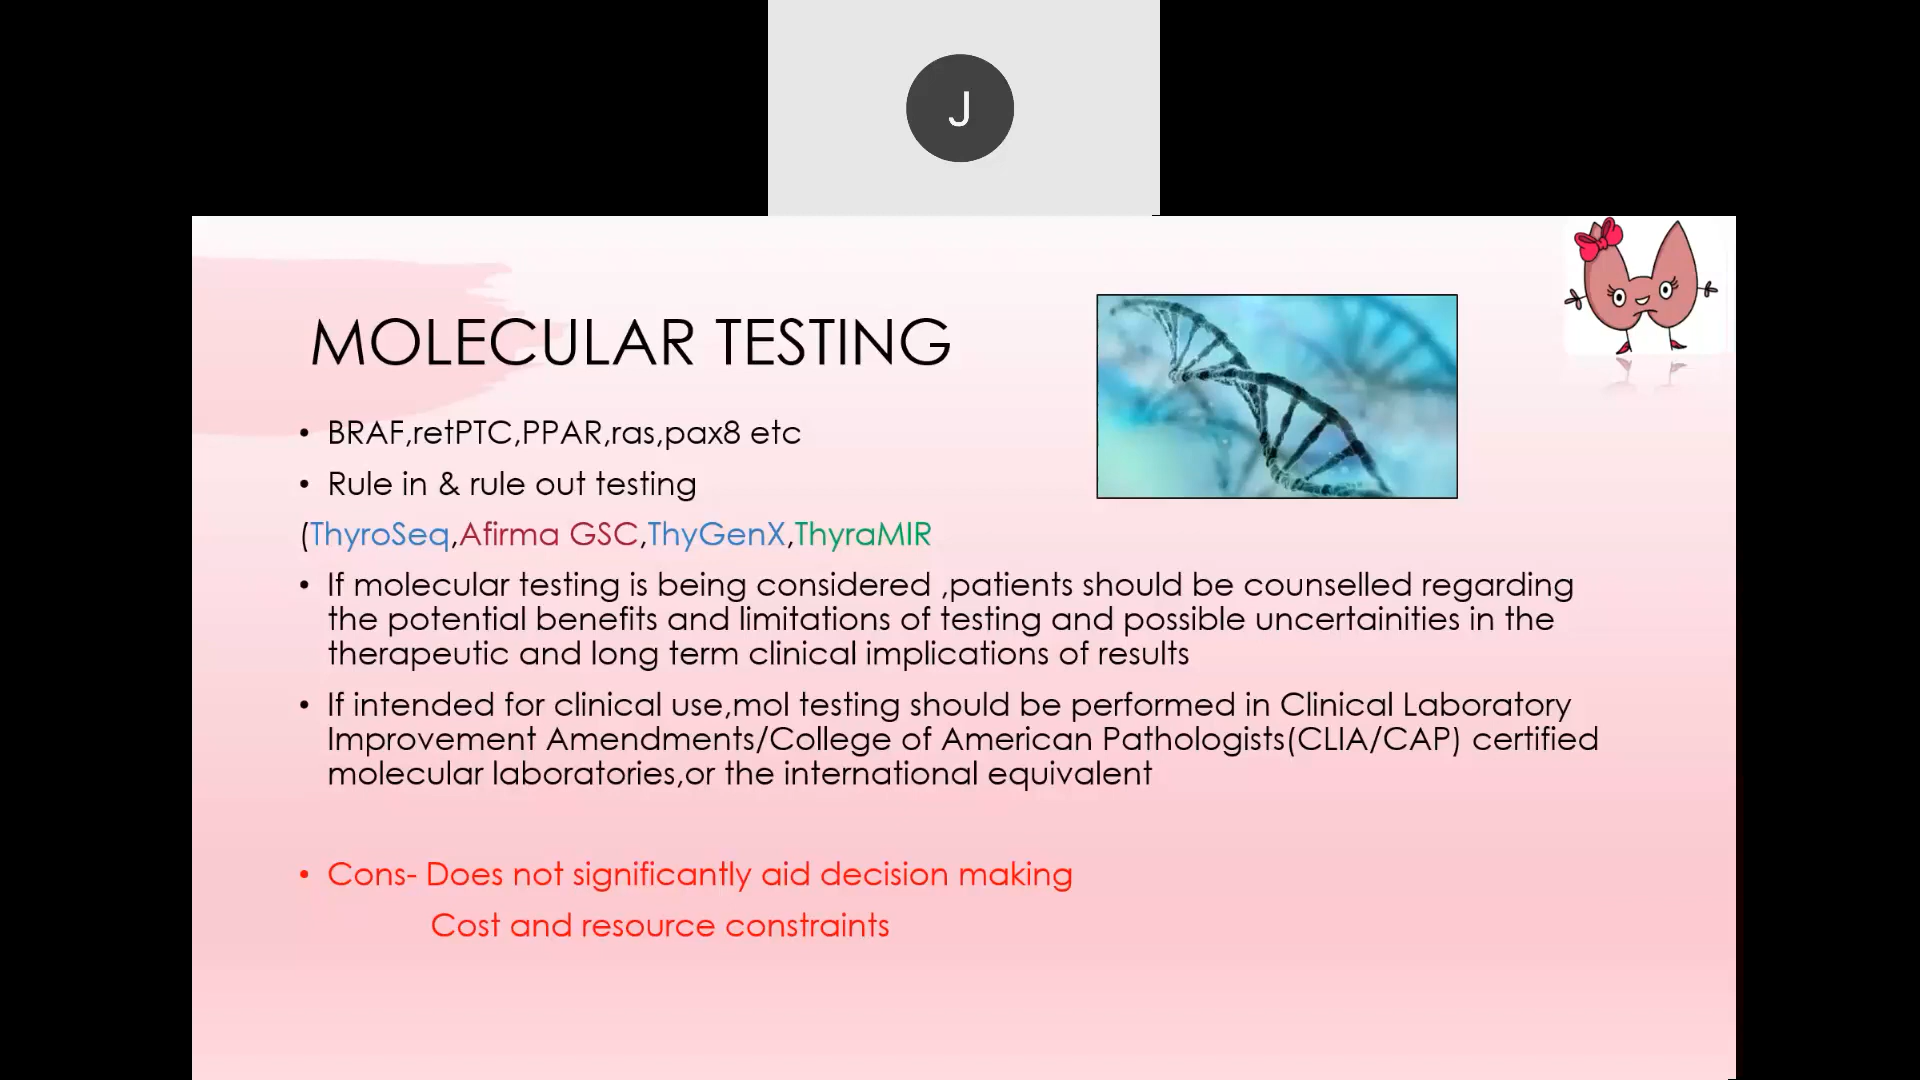 J
MOLECULAR TESTING
• BRAF,retPTC,PPAR,ras,pax8 etc
• Rule in & rule out testing
(ThyroSeq,Afirma GSC,ThyGenX,ThyraMIR
• If molecular testing is being considered ,patients should be counselled regarding
the potential benefits and limitations of testing and possible uncertainities in the
therapeutic and long term clinical implications of results
• If intended for clinical use,mol testing should be performed in Clinical Laboratory
Improvement Amendments/College of American Pathologists(CLIA/CAP) certified
molecular laboratories,or the international equivalent
• Cons- Does not significantly aid decision making
Cost and resource constraints